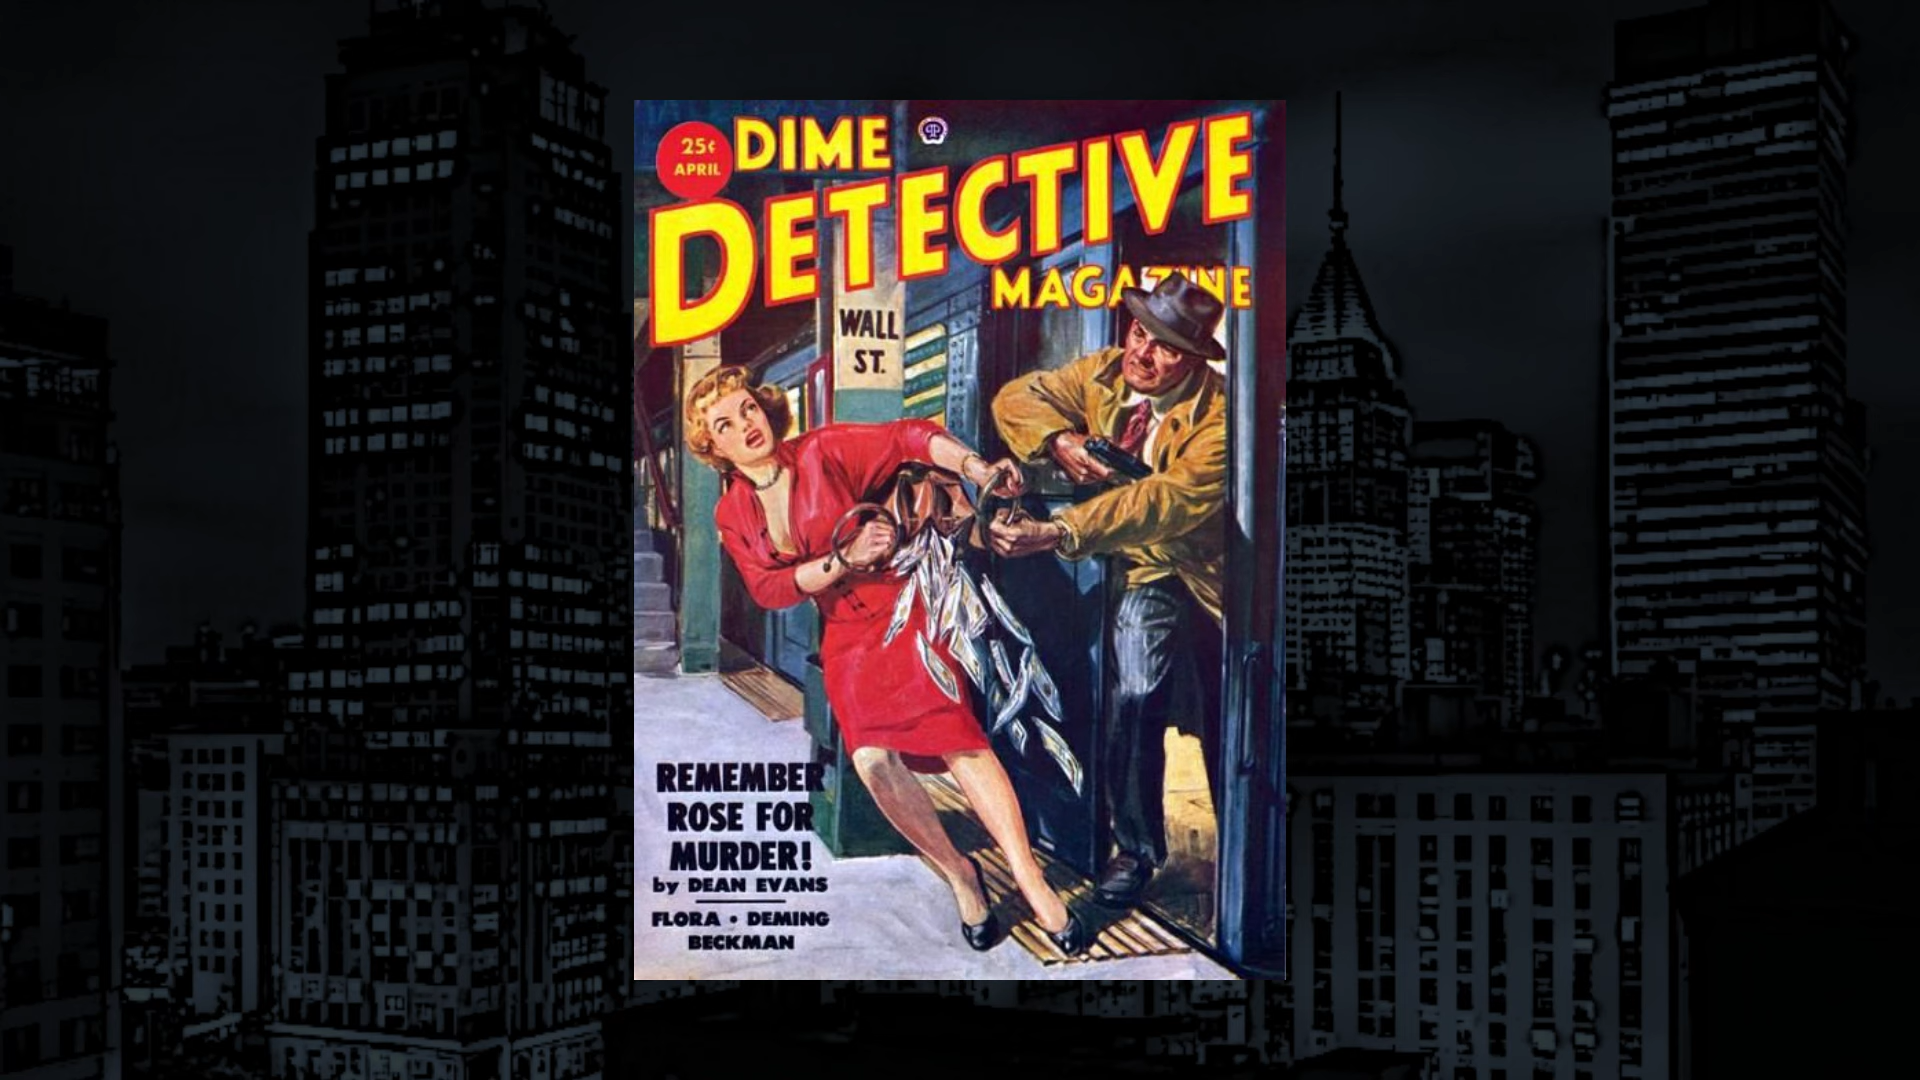 25¢
APRIL
DIME
DETECTIVE
MAGAZINE
WALL
ST.
REMEMBER
ROSE FOR
MURDER!
by DEAN EVANS
FLORA • DEMING
BECKMAN